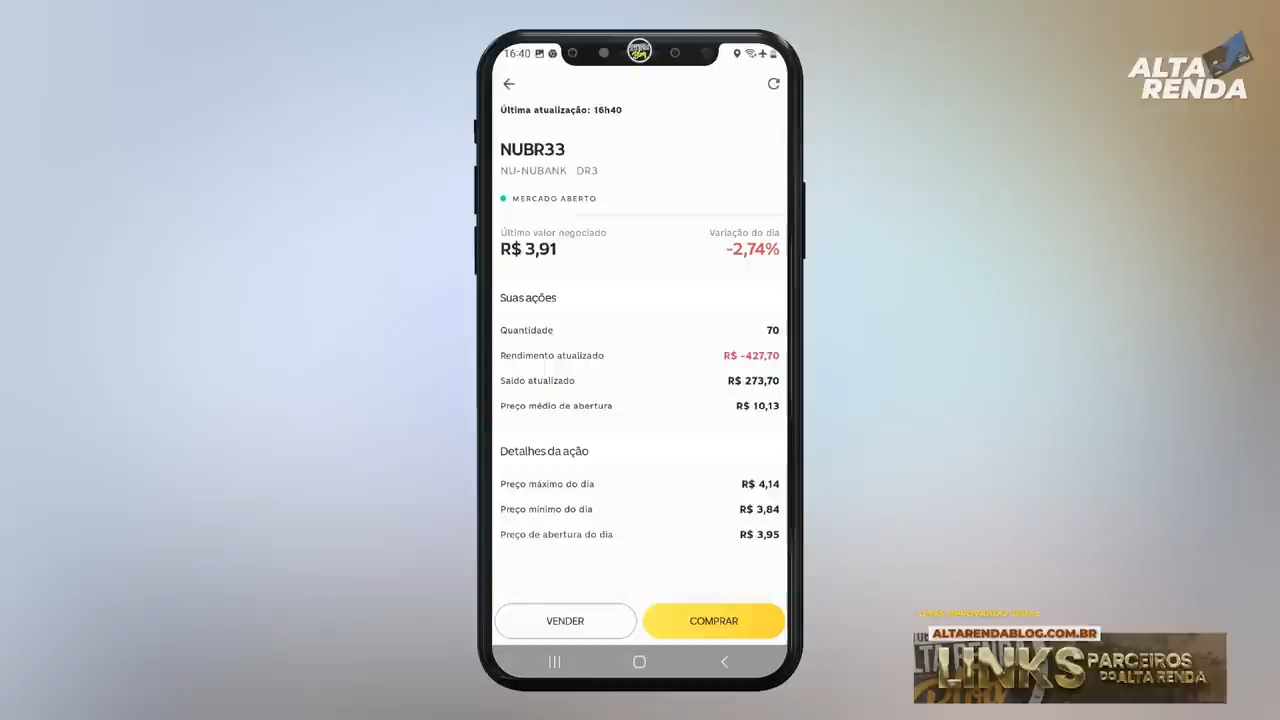 16:40
ALTA
RENDA
Última atualização: 16h40
NUBR33
NU-NUBANK DR3
MERCADO ABERTO
Último valor negociado
Variação do dia
R$ 3,91
-2,74%
Suas ações
Quantidade
70
Rendimento atualizado
R$ -427,70
Saldo atualizado
R$ 273,70
Preço médio de abertura
R$ 10,13
Detalhes da ação
Preço máximo do dia
R$ 4,14
Preço mínimo do dia
R$ 3,84
Preço de abertura do dia
R$ 3,95
VENDER
COMPRAR
ALTARENDABLOG.COM.BR
LINKS
PARCEIROS
DO ALTA RENDA